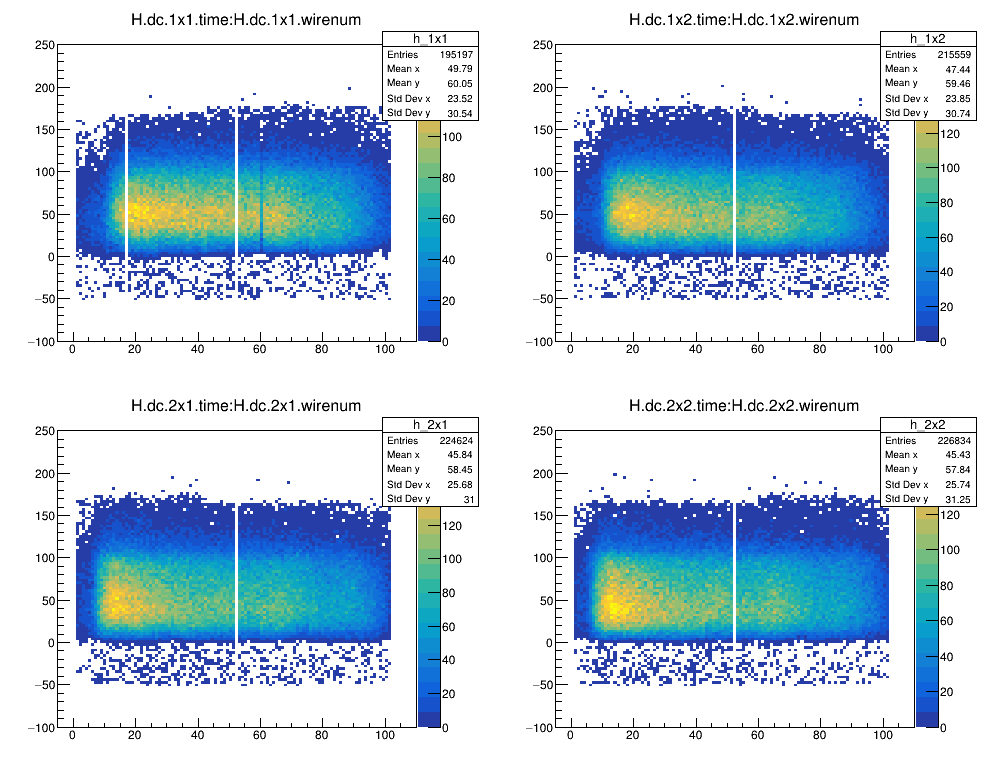 H.dc.1x1.time:H.dc.1x1.wirenum
h_1x1
Entries 195197
Mean x 49.79
Mean y 60.05
Std Dev x 23.52
Std Dev y 30.54
250
200
150
100
50
0
−50
−100
0 20 40 60 80 100
100
80
60
40
20
0
H.dc.1x2.time:H.dc.1x2.wirenum
h_1x2
Entries 215559
Mean x 47.44
Mean y 59.46
Std Dev x 23.85
Std Dev y 30.74
250
200
150
100
50
0
−50
−100
0 20 40 60 80 100
120
100
80
60
40
20
0
H.dc.2x1.time:H.dc.2x1.wirenum
h_2x1
Entries 224624
Mean x 45.84
Mean y 58.45
Std Dev x 25.68
Std Dev y 31
250
200
150
100
50
0
−50
−100
0 20 40 60 80 100
120
100
80
60
40
20
0
H.dc.2x2.time:H.dc.2x2.wirenum
h_2x2
Entries 226834
Mean x 45.43
Mean y 57.84
Std Dev x 25.74
Std Dev y 31.25
250
200
150
100
50
0
−50
−100
0 20 40 60 80 100
120
100
80
60
40
20
0